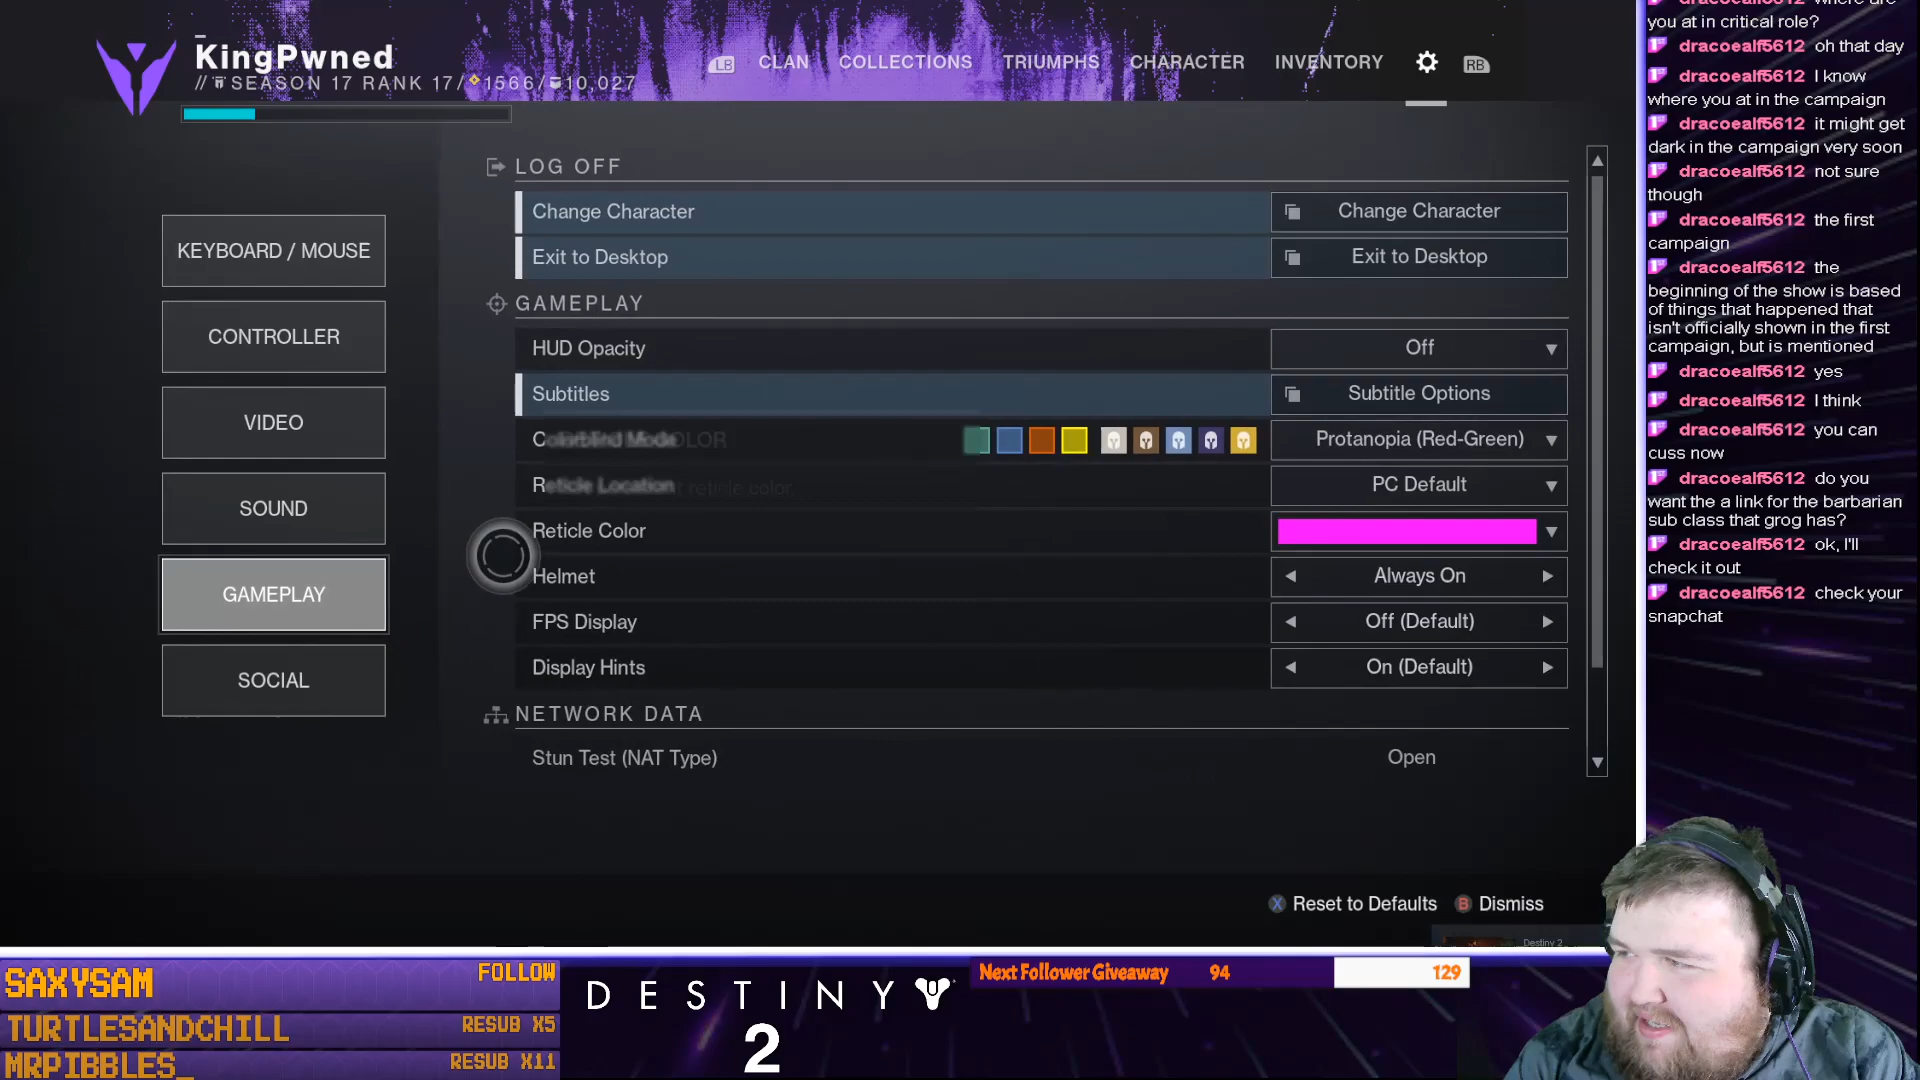 KingPwned
// SEASON 17 RANK 17/ 1566/ 10,027
LB CLAN COLLECTIONS TRIUMPHS CHARACTER INVENTORY RB
KEYBOARD / MOUSE
CONTROLLER
VIDEO
SOUND
GAMEPLAY
SOCIAL
LOG OFF
Change Character Change Character
Exit to Desktop Exit to Desktop
GAMEPLAY
HUD Opacity Off
Subtitles Subtitle Options
Colorblind Mode Protanopia (Red-Green)
Reticle Location PC Default
Reticle Color
Helmet Always On
FPS Display Off (Default)
Display Hints On (Default)
NETWORK DATA
Stun Test (NAT Type) Open
X Reset to Defaults B Dismiss
Destiny 2
you at in critical role?
dracoealf5612 oh that day
dracoealf5612 I know
where you at in the campaign
dracoealf5612 it might get
dark in the campaign very soon
dracoealf5612 not sure
though
dracoealf5612 the first
campaign
dracoealf5612 the
beginning of the show is based
of things that happened that
isn't officially shown in the first
campaign, but is mentioned
dracoealf5612 yes
dracoealf5612 I think
dracoealf5612 you can
cuss now
dracoealf5612 do you
want the a link for the barbarian
sub class that grog has?
dracoealf5612 ok, I'll
check it out
dracoealf5612 check your
snapchat
SAXYSAM FOLLOW
TURTLESANDCHILL RESUB X5
MRPIBBLES_ RESUB X11
DESTINY
2
Next Follower Giveaway 94 129